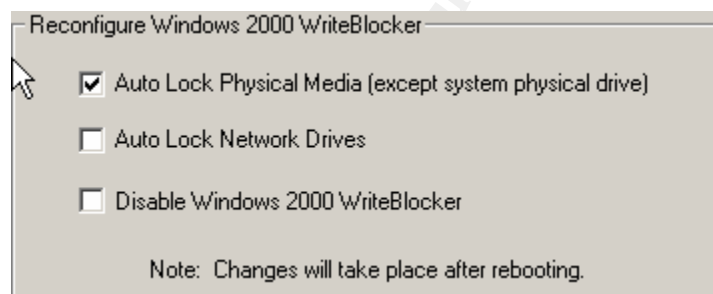 Reconfigure Windows 2000 WriteBlocker
Auto Lock Physical Media (except system physical drive)
Auto Lock Network Drives
Disable Windows 2000 WriteBlocker
Note: Changes will take place after rebooting.